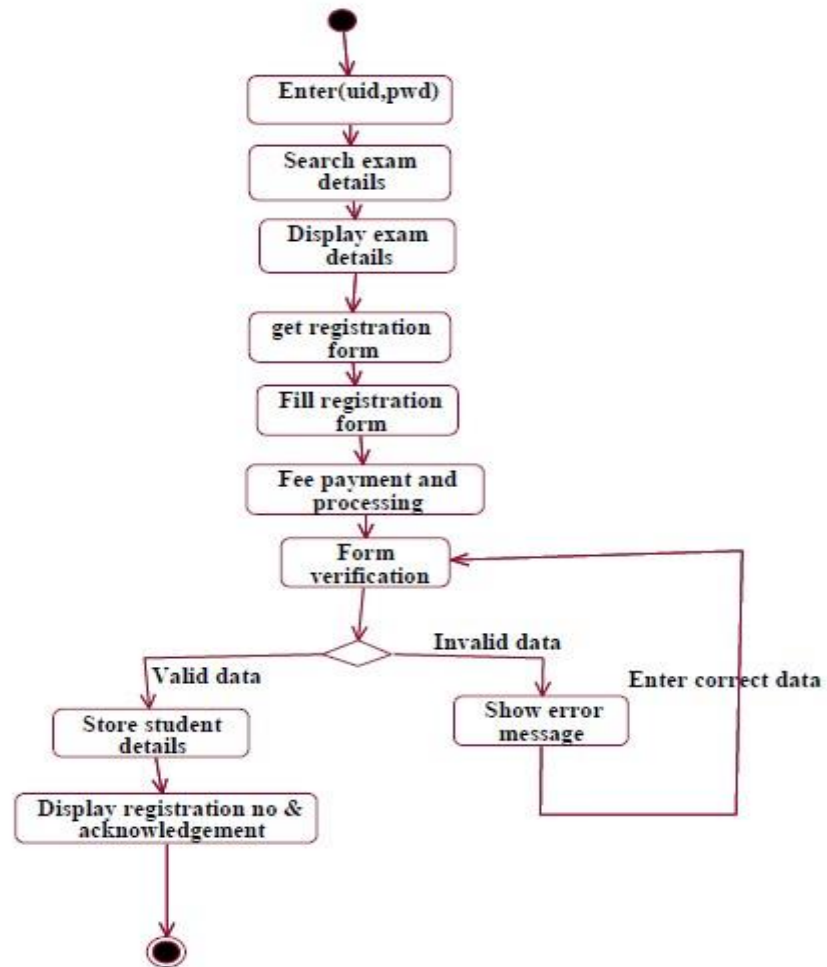 Enter(uid,pwd)
Search exam
details
Display exam
details
get registration
form
Fill registration
form
Fee payment and
processing
Form
verification
Invalid data
Valid data
Enter correct data
Store student
details
Show error
message
Display registration no &
acknowledgement